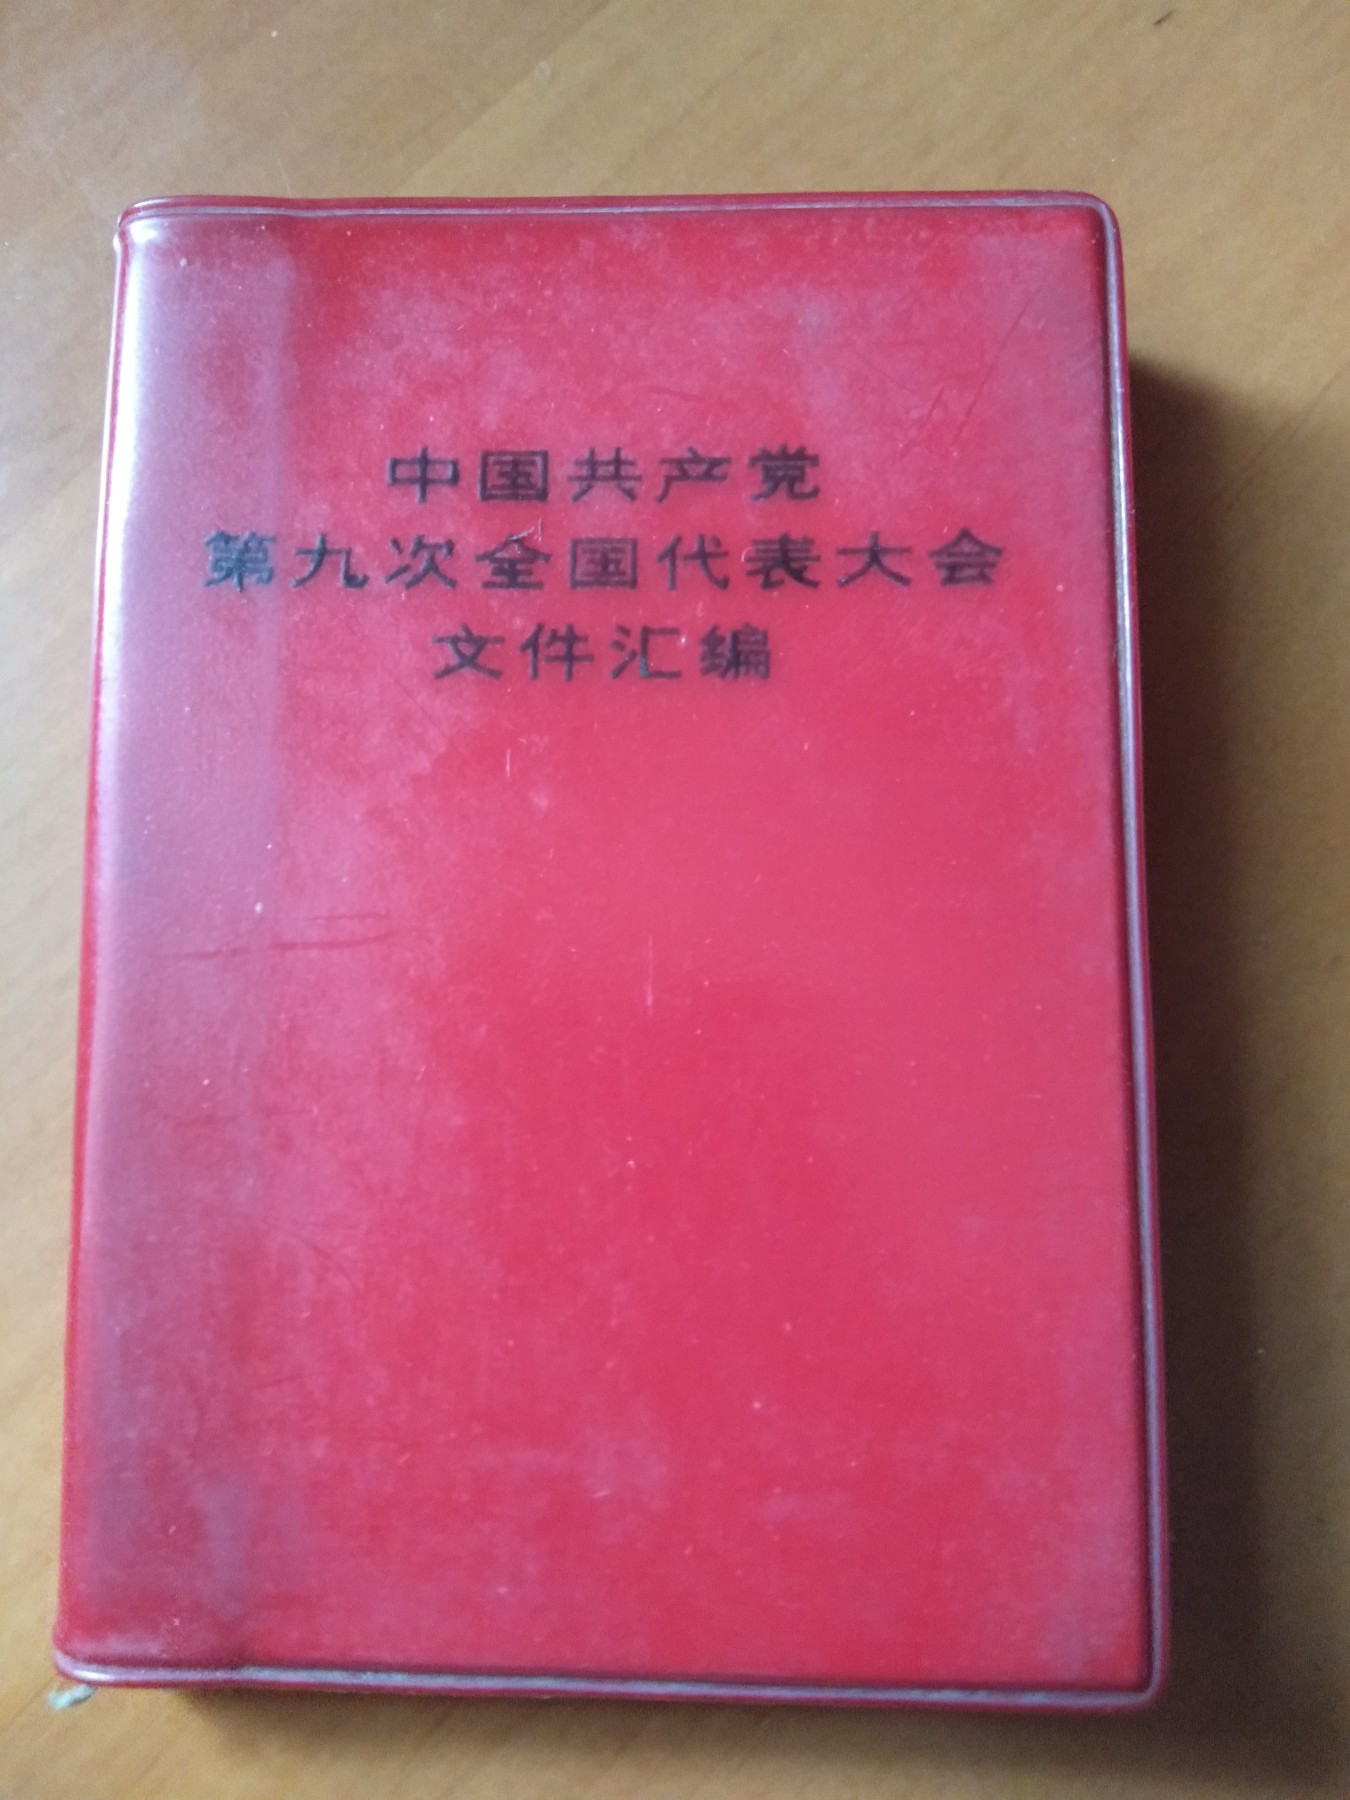 中国共产党
第九次全国代表大会
文件汇编